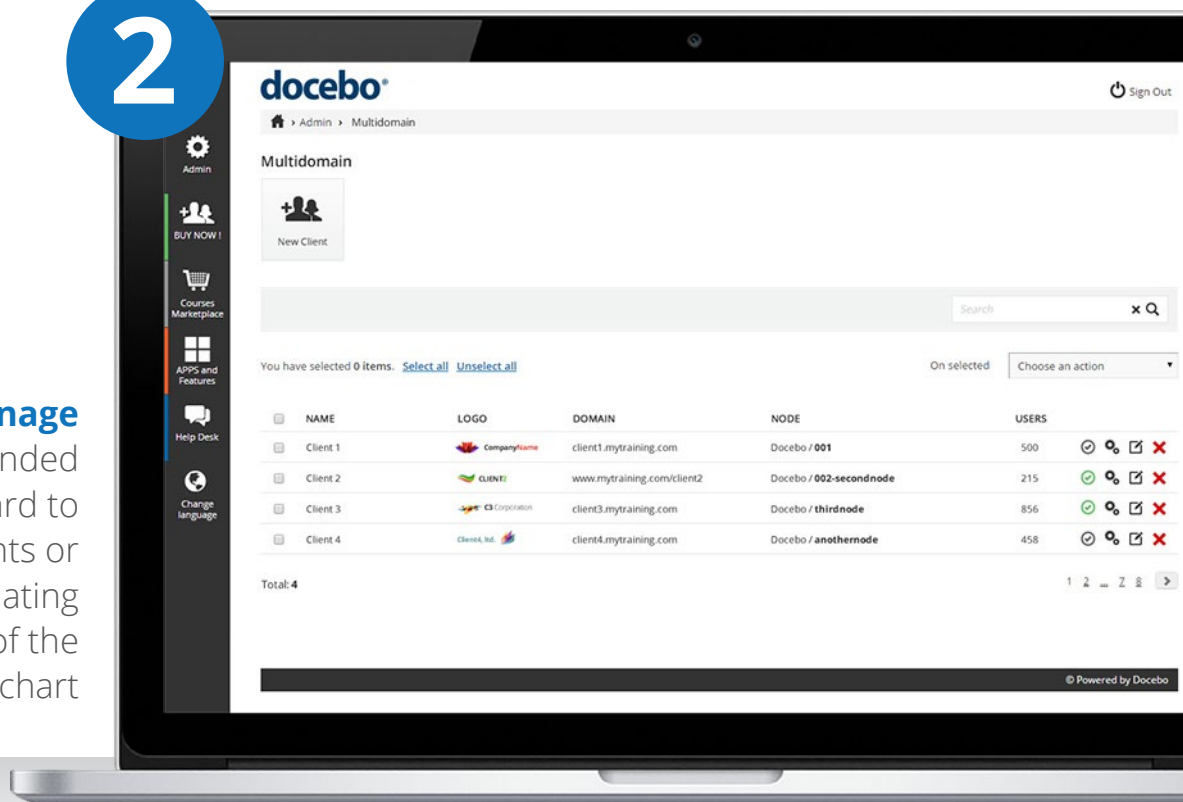 2
docebo
Sign Out
Admin › Multidomain
Multidomain
New Client
Admin
BUY NOW !
Courses
Marketplace
APPS and
Features
Help Desk
Change
language
Search
You have selected 0 items. Select all Unselect all
On selected Choose an action
NAME LOGO DOMAIN NODE USERS
Client 1 CompanyName client1.mytraining.com Docebo / 001 500
Client 2 CLIENT2 www.mytraining.com/client2 Docebo / 002-secondnode 215
Client 3 C3 Corporation client3.mytraining.com Docebo / thirdnode 856
Client 4 Client4, ltd. client4.mytraining.com Docebo / anothernode 458
Total: 4
1 2 ... 7 8
© Powered by Docebo
nage
nded
rd to
nts or
ating
of the
chart